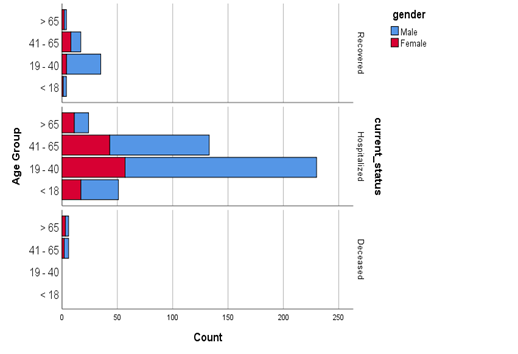 gender
Male
Female
> 65
41 - 65
19 - 40
< 18
Recovered
> 65
41 - 65
19 - 40
< 18
Hospitalized
> 65
41 - 65
19 - 40
< 18
Deceased
Age Group
current_status
0 50 100 150 200 250
Count